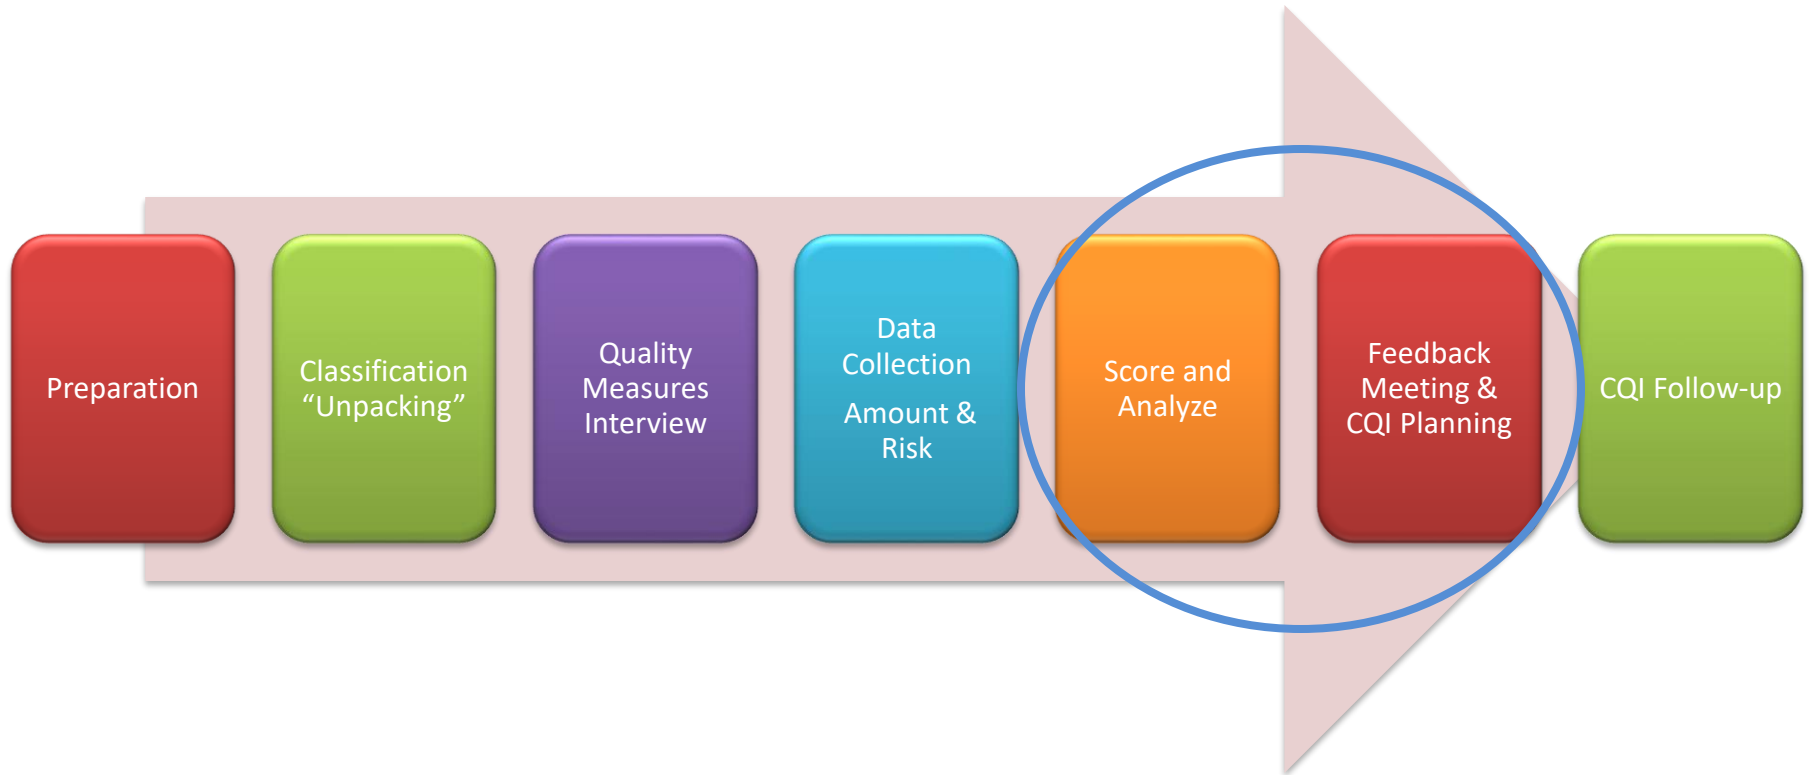 Preparation
Classification
“Unpacking”
Quality
Measures
Interview
Data
Collection
Amount &
Risk
Score and
Analyze
Feedback
Meeting &
CQI Planning
CQI Follow-up